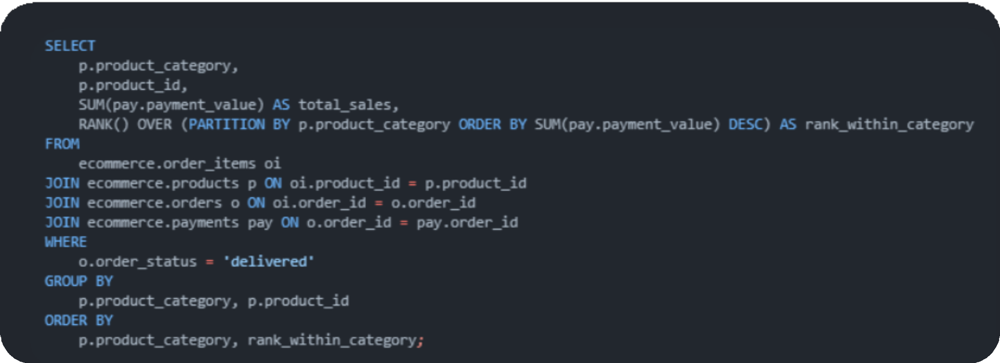 SELECT
    p.product_category,
    p.product_id,
    SUM(pay.payment_value) AS total_sales,
    RANK() OVER (PARTITION BY p.product_category ORDER BY SUM(pay.payment_value) DESC) AS rank_within_category
FROM
    ecommerce.order_items oi
JOIN ecommerce.products p ON oi.product_id = p.product_id
JOIN ecommerce.orders o ON oi.order_id = o.order_id
JOIN ecommerce.payments pay ON o.order_id = pay.order_id
WHERE
    o.order_status = 'delivered'
GROUP BY
    p.product_category, p.product_id
ORDER BY
    p.product_category, rank_within_category;